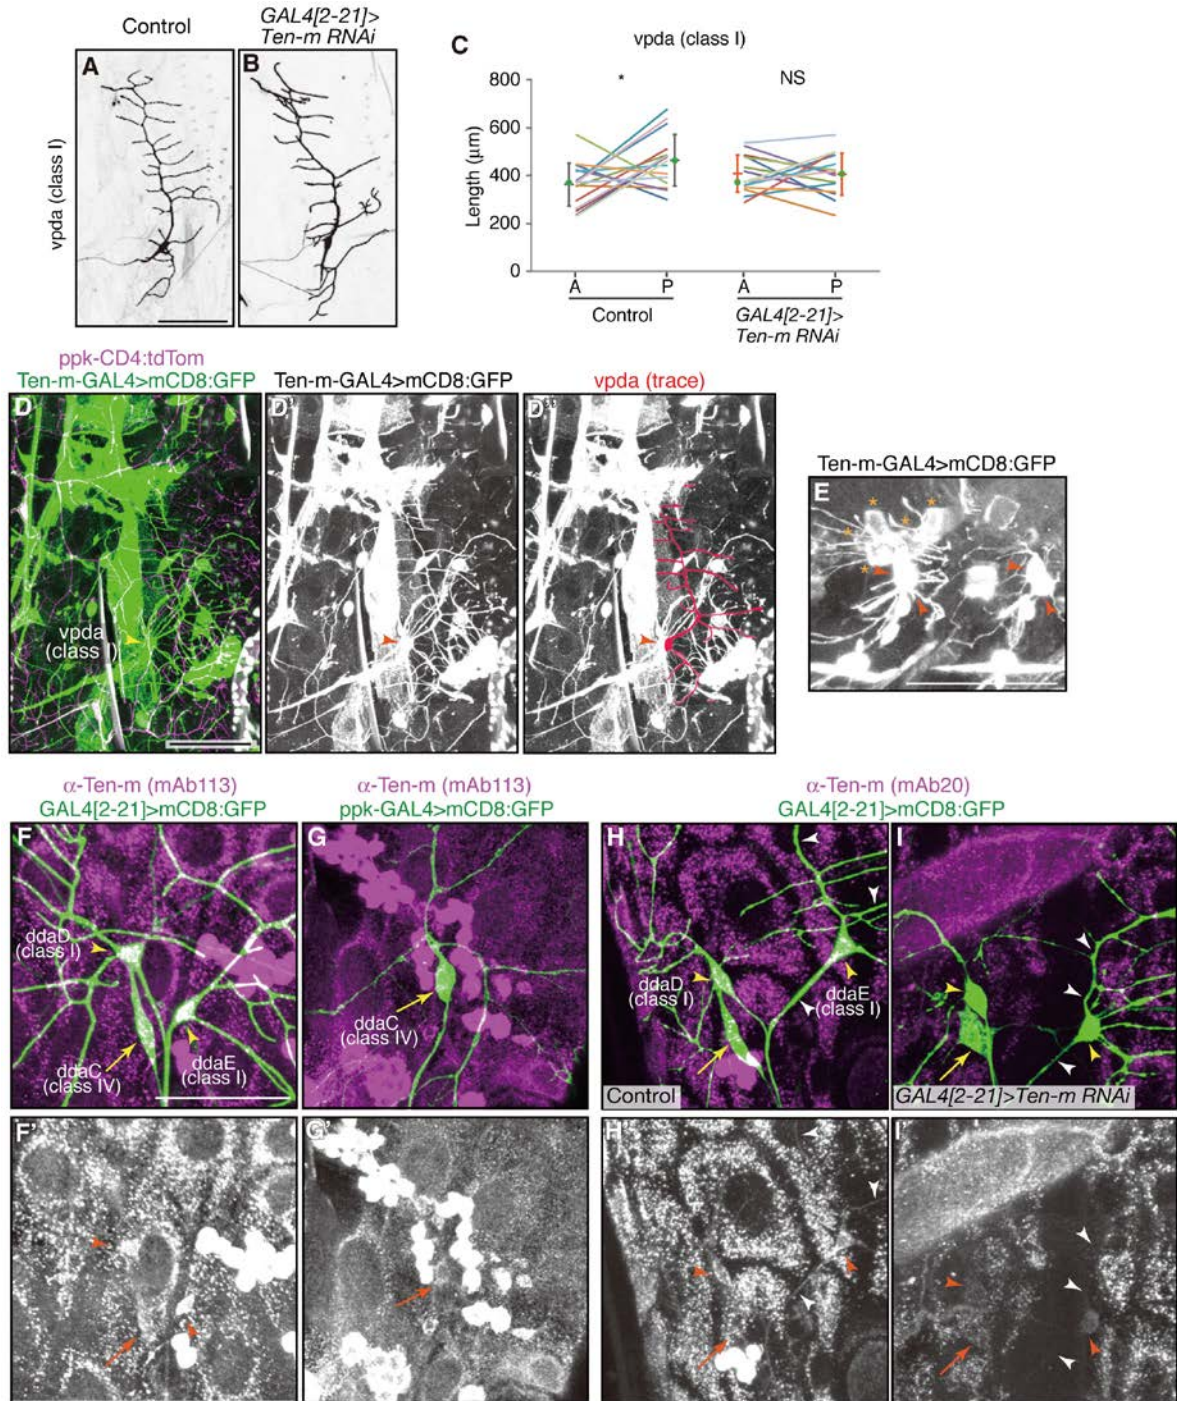 Control
GAL4[2-21]>
Ten-m RNAi
A
B
vpda (class I)
C
vpda (class I)
*
NS
800
600
400
200
0
Length (μm)
A
P
A
P
Control
GAL4[2-21]>
Ten-m RNAi
ppk-CD4:tdTom
Ten-m-GAL4>mCD8:GFP
Ten-m-GAL4>mCD8:GFP
vpda (trace)
D
D'
D''
vpda
(class I)
Ten-m-GAL4>mCD8:GFP
E
α-Ten-m (mAb113)
GAL4[2-21]>mCD8:GFP
α-Ten-m (mAb113)
ppk-GAL4>mCD8:GFP
α-Ten-m (mAb20)
GAL4[2-21]>mCD8:GFP
F
ddaD
(class I)
ddaC
(class IV)
ddaE
(class I)
G
ddaC
(class IV)
H
ddaD
(class I)
ddaE
(class I)
Control
I
GAL4[2-21]>Ten-m RNAi
F'
G'
H'
I'